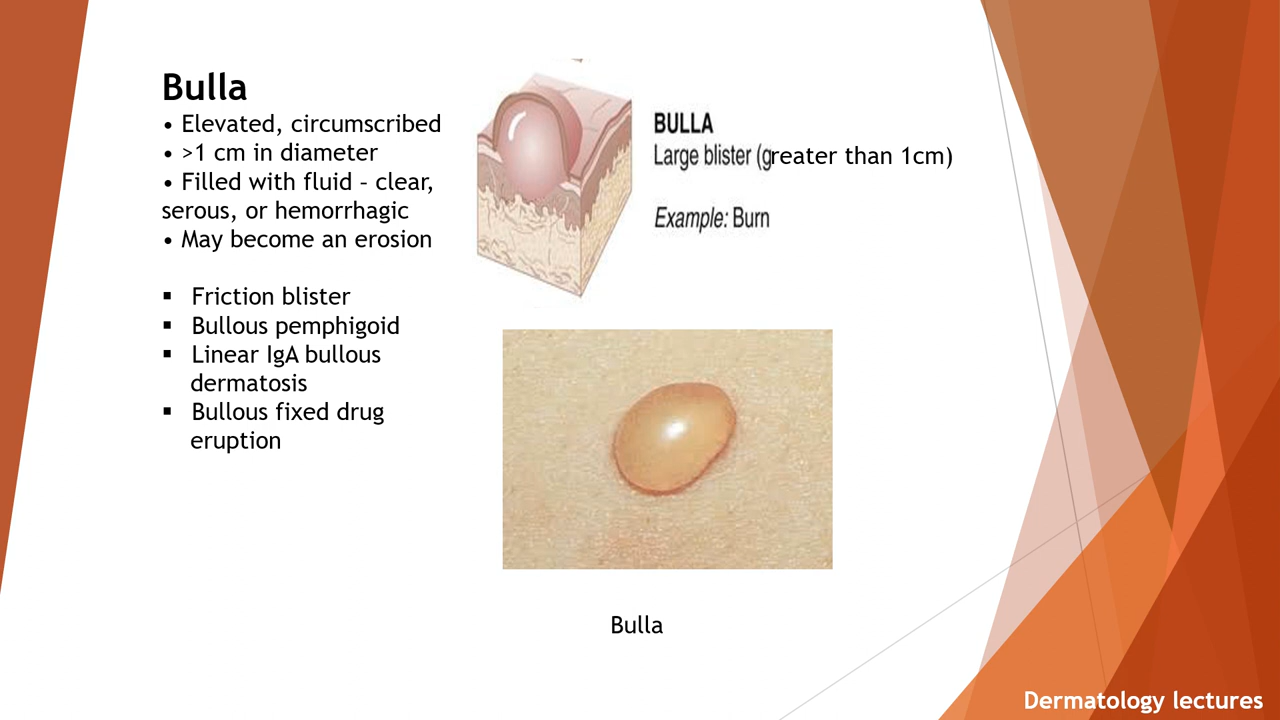 Bulla
• Elevated, circumscribed
• >1 cm in diameter
• Filled with fluid – clear,
serous, or hemorrhagic
• May become an erosion
▪ Friction blister
▪ Bullous pemphigoid
▪ Linear IgA bullous
dermatosis
▪ Bullous fixed drug
eruption
BULLA
Large blister (greater than 1cm)
Example: Burn
Bulla
Dermatology lectures